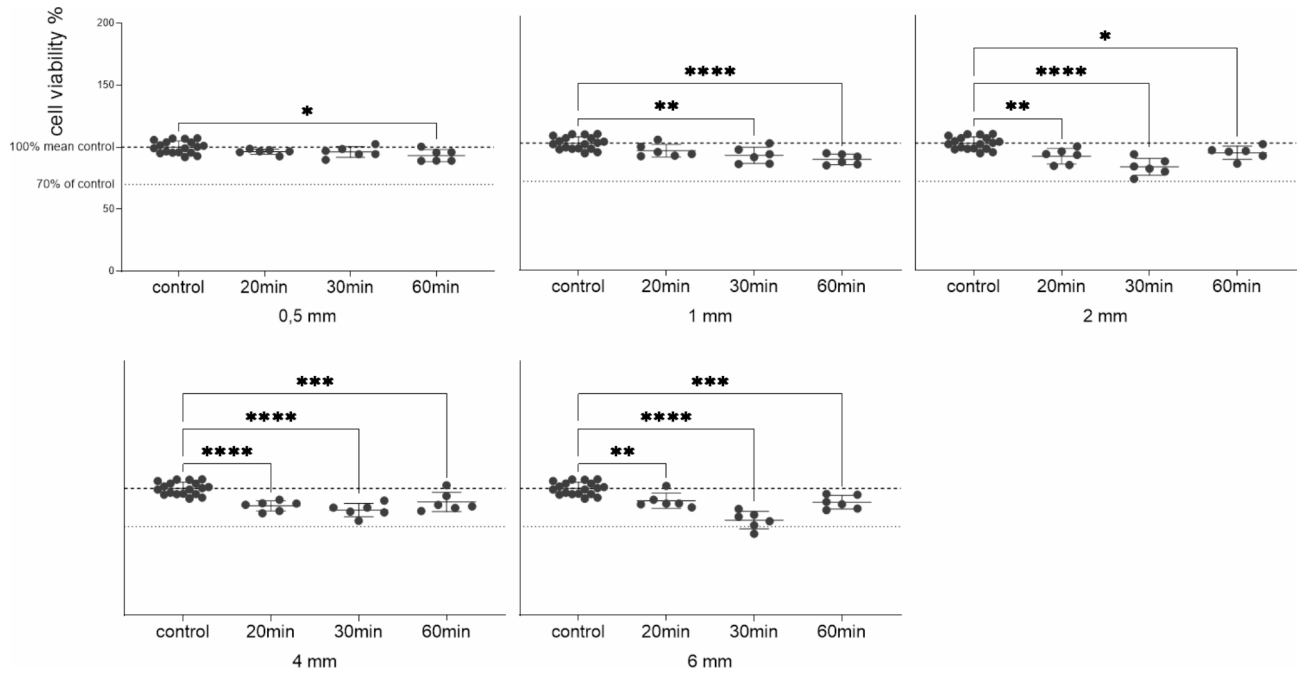 cell viability %
200
150
100% mean control
70% of control
50
0
*
control 20min 30min 60min
0,5 mm
****
**
control 20min 30min 60min
1 mm
*
****
**
control 20min 30min 60min
2 mm
***
****
****
control 20min 30min 60min
4 mm
***
****
**
control 20min 30min 60min
6 mm